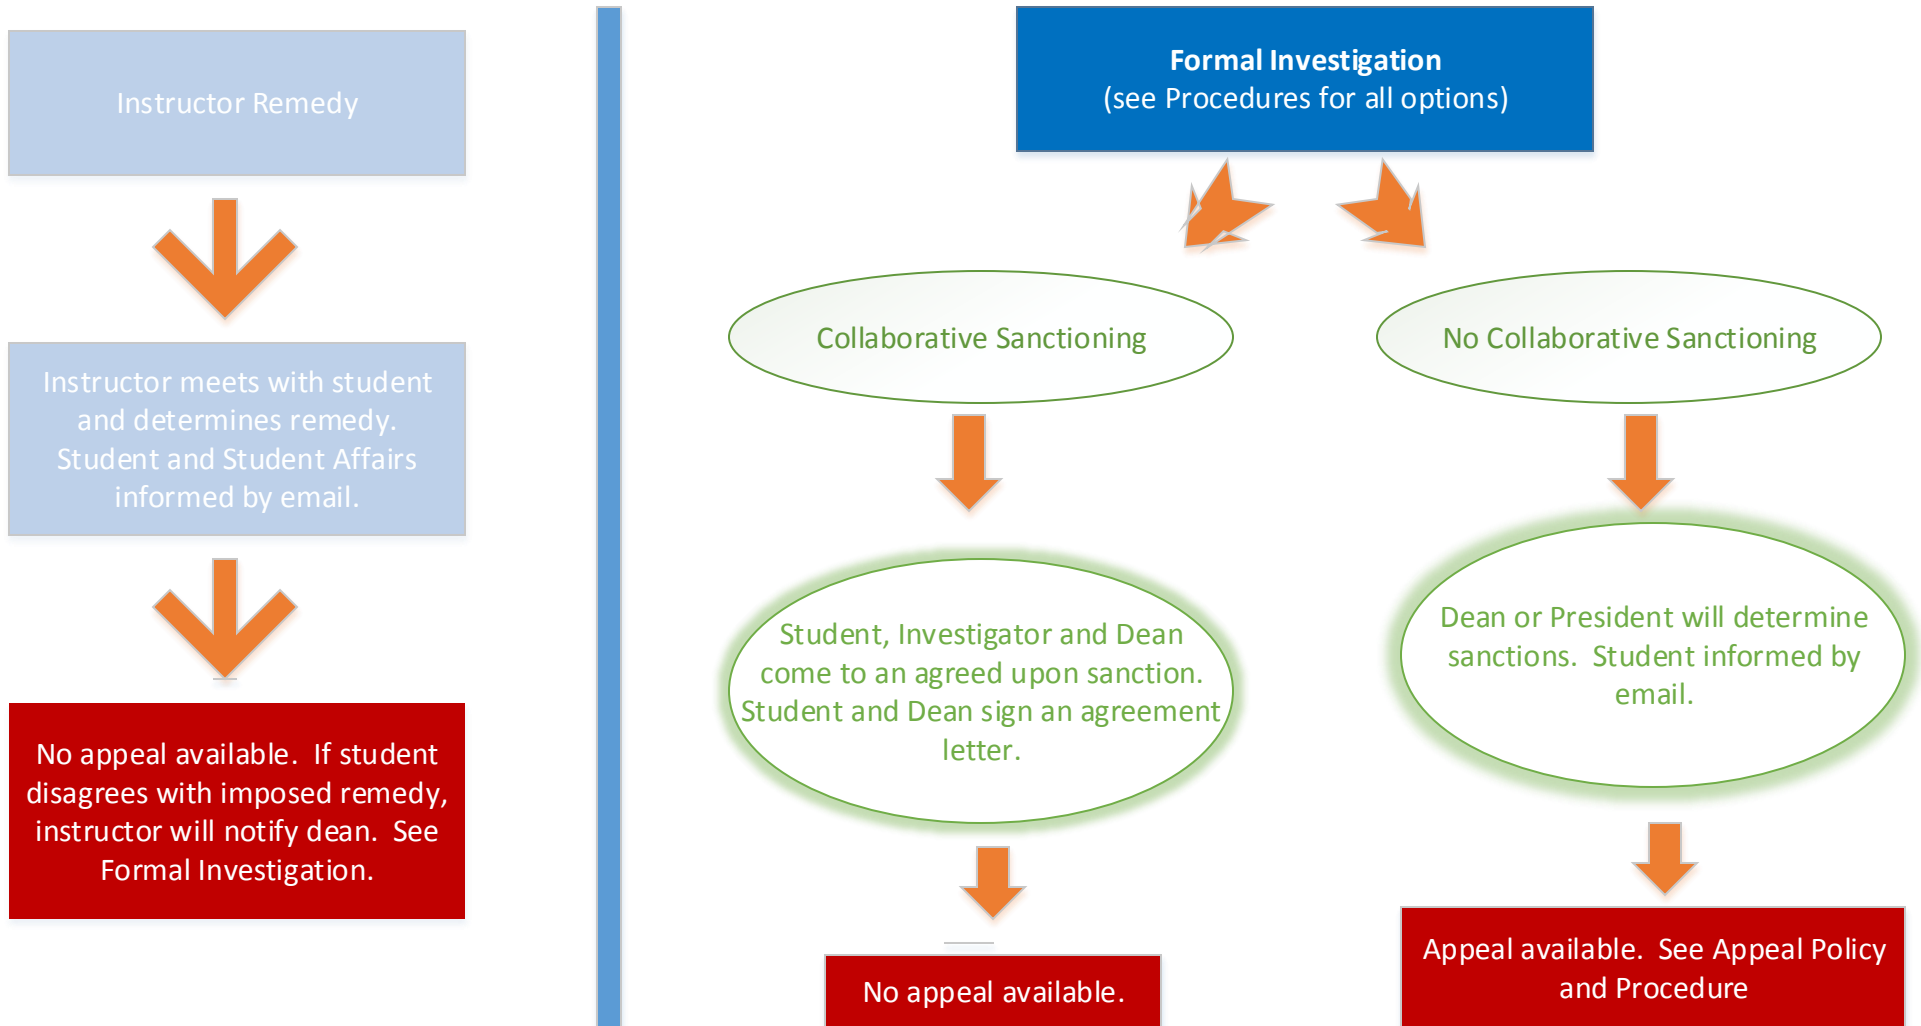 Instructor Remedy
Instructor meets with student
and determines remedy.
Student and Student Affairs
informed by email.
No appeal available.  If student
disagrees with imposed remedy,
instructor will notify dean.  See
Formal Investigation.
Formal Investigation
(see Procedures for all options)
Collaborative Sanctioning
Student, Investigator and Dean
come to an agreed upon sanction.
Student and Dean sign an agreement
letter.
No appeal available.
No Collaborative Sanctioning
Dean or President will determine
sanctions.  Student informed by
email.
Appeal available.  See Appeal Policy
and Procedure